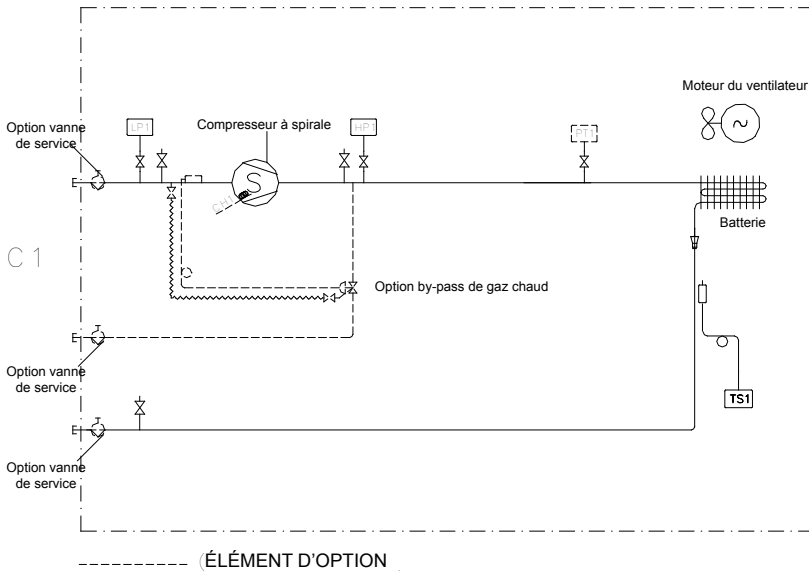 Moteur du ventilateur
Option vanne
de service
LP1
Compresseur à spirale
HP1
PT1
S
CH1
Batterie
C 1
Option by-pass de gaz chaud
Option vanne
de service
TS1
Option vanne
de service
(ÉLÉMENT D'OPTION